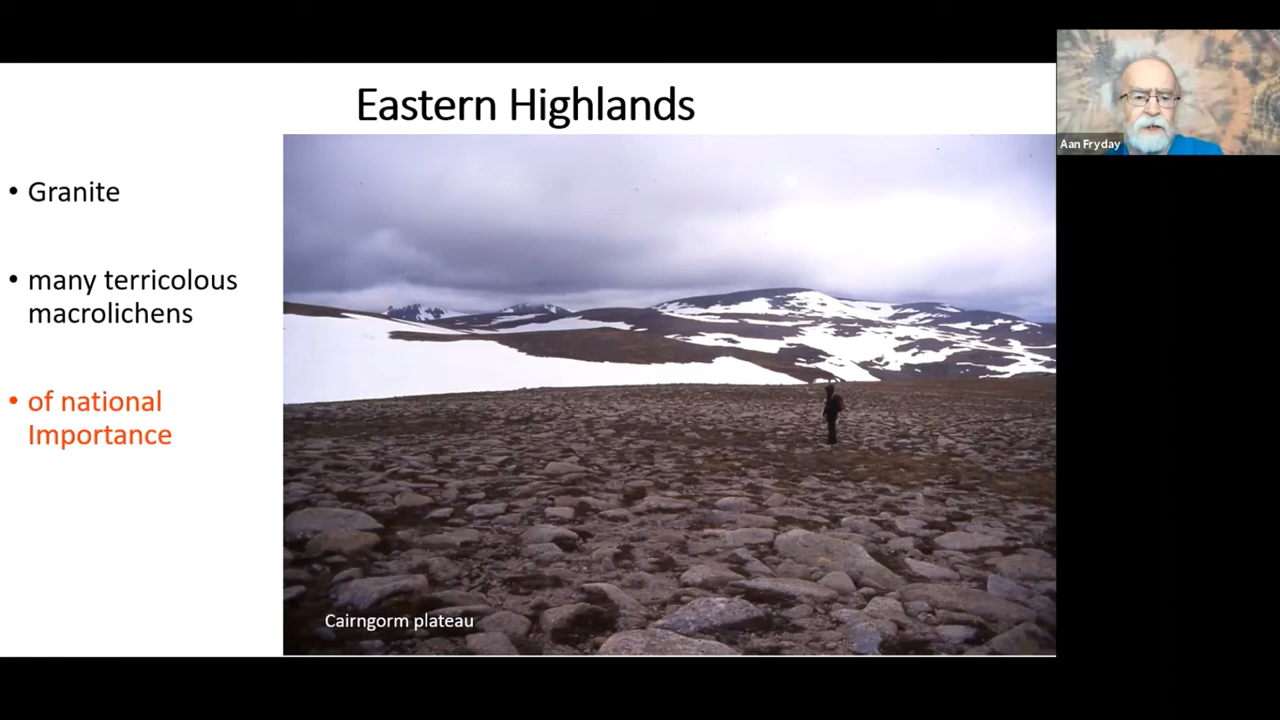 Eastern Highlands
• Granite
• many terricolous
macrolichens
• of national
Importance
Cairngorm plateau
Aan Fryday